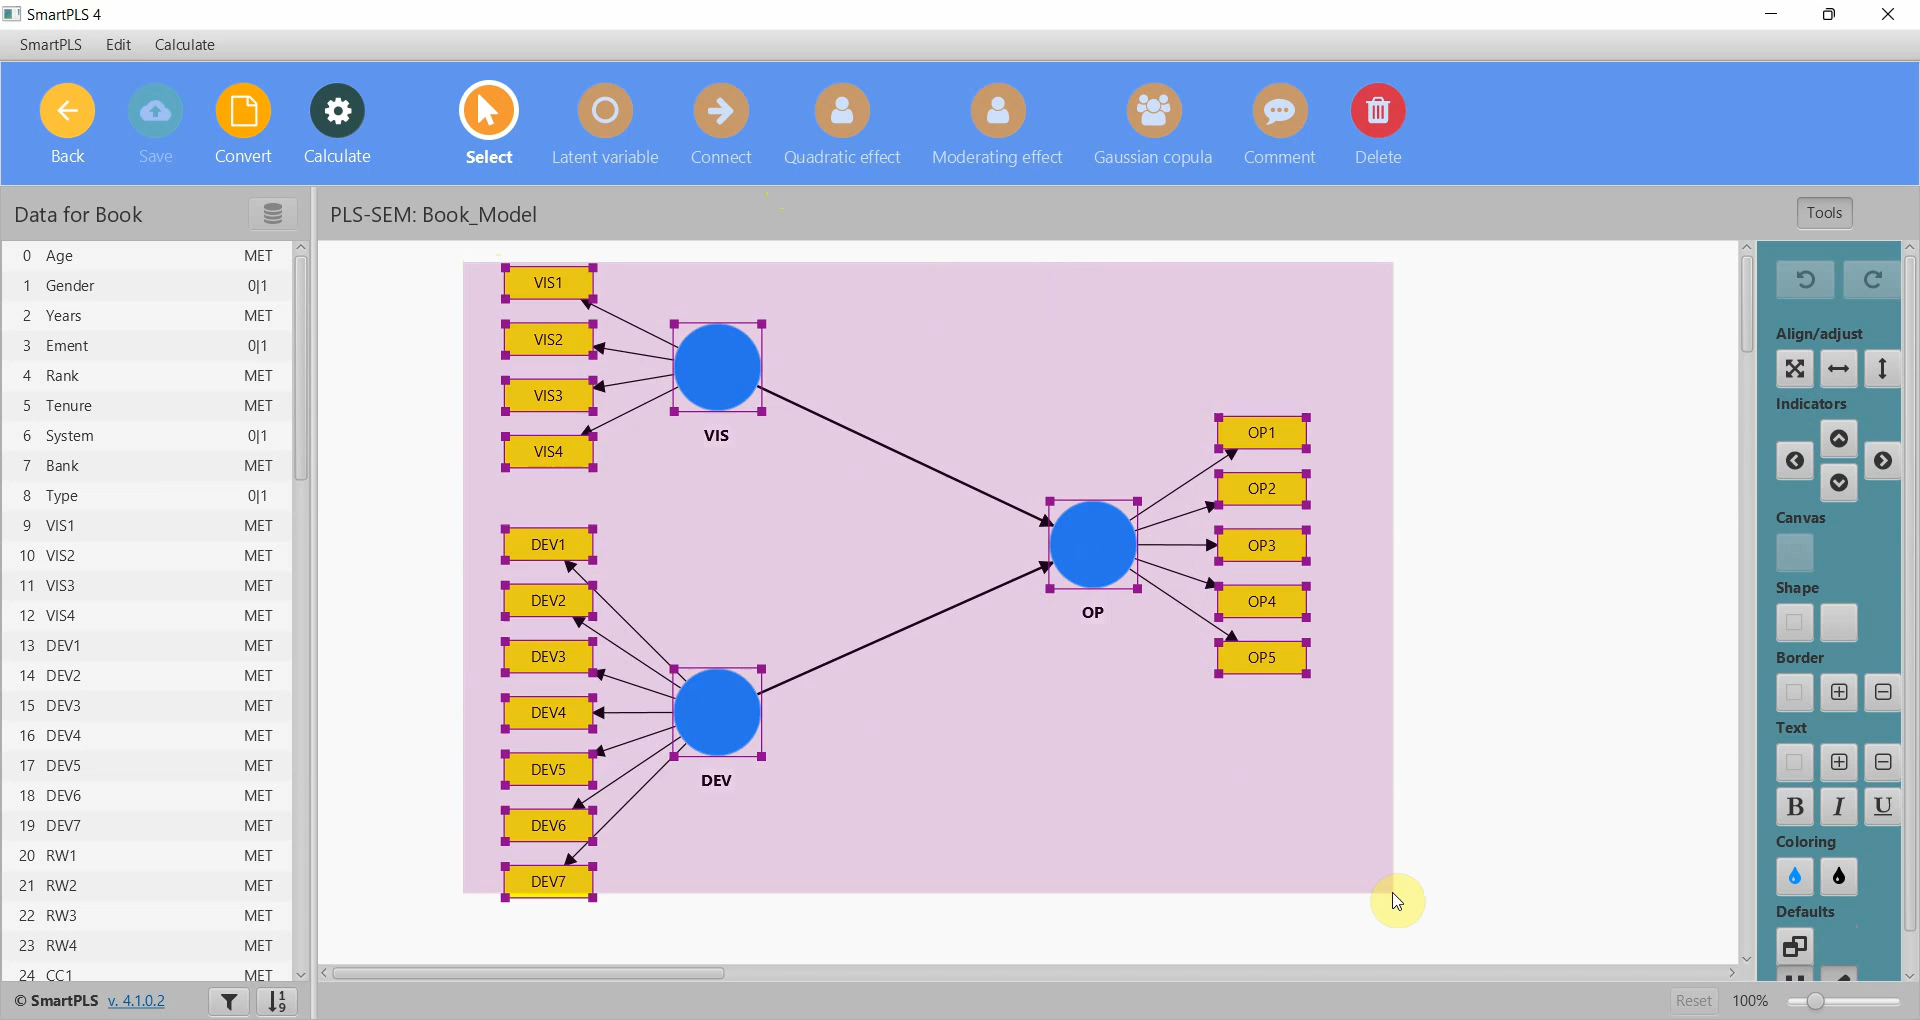 SmartPLS 4
SmartPLS Edit Calculate
Back Save Convert Calculate Select Latent variable Connect Quadratic effect Moderating effect Gaussian copula Comment Delete
Data for Book
PLS-SEM: Book_Model
Tools
0 Age MET
1 Gender 0|1
2 Years MET
3 Ement 0|1
4 Rank MET
5 Tenure MET
6 System 0|1
7 Bank MET
8 Type 0|1
9 VIS1 MET
10 VIS2 MET
11 VIS3 MET
12 VIS4 MET
13 DEV1 MET
14 DEV2 MET
15 DEV3 MET
16 DEV4 MET
17 DEV5 MET
18 DEV6 MET
19 DEV7 MET
20 RW1 MET
21 RW2 MET
22 RW3 MET
23 RW4 MET
24 CC1 MET
VIS1
VIS2
VIS3
VIS4
VIS
DEV1
DEV2
DEV3
DEV4
DEV5
DEV6
DEV7
DEV
OP
OP1
OP2
OP3
OP4
OP5
Align/adjust
Indicators
Canvas
Shape
Border
Text
B I U
Coloring
Defaults
© SmartPLS v. 4.1.0.2
1
9
Reset 100%